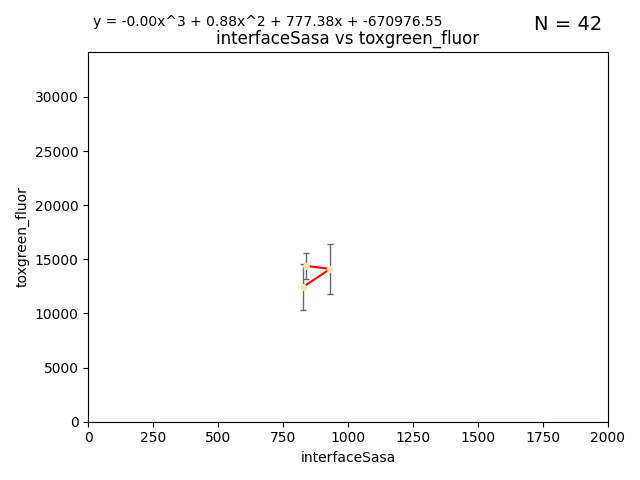 y = -0.00x^3 + 0.88x^2 + 777.38x + -670976.55
N = 42
interfaceSasa vs toxgreen_fluor
30000
25000
20000
15000
10000
5000
0
toxgreen_fluor
0 250 500 750 1000 1250 1500 1750 2000
interfaceSasa